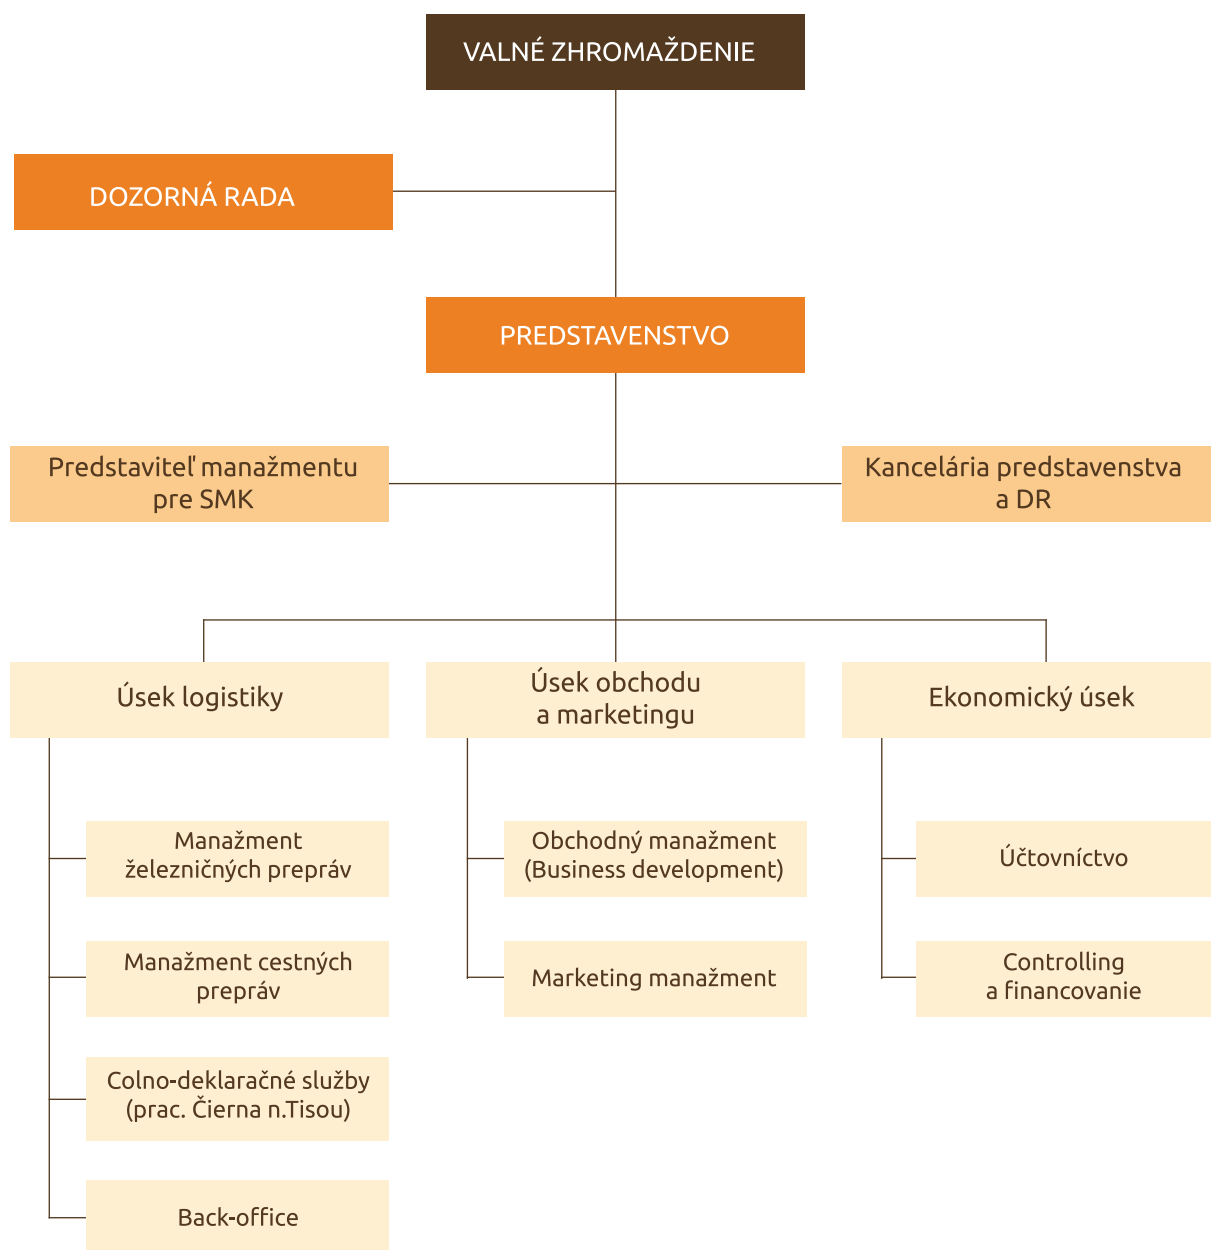 VALNÉ ZHROMAŽDENIE
DOZORNÁ RADA
PREDSTAVENSTVO
Predstaviteľ manažmentu
pre SMK
Kancelária predstavenstva
a DR
Úsek logistiky
Úsek obchodu
a marketingu
Ekonomický úsek
Manažment
železničných prepráv
Obchodný manažment
(Business development)
Účtovníctvo
Manažment cestných
prepráv
Marketing manažment
Controlling
a financovanie
Colno-deklaračné služby
(prac. Čierna n.Tisou)
Back-office